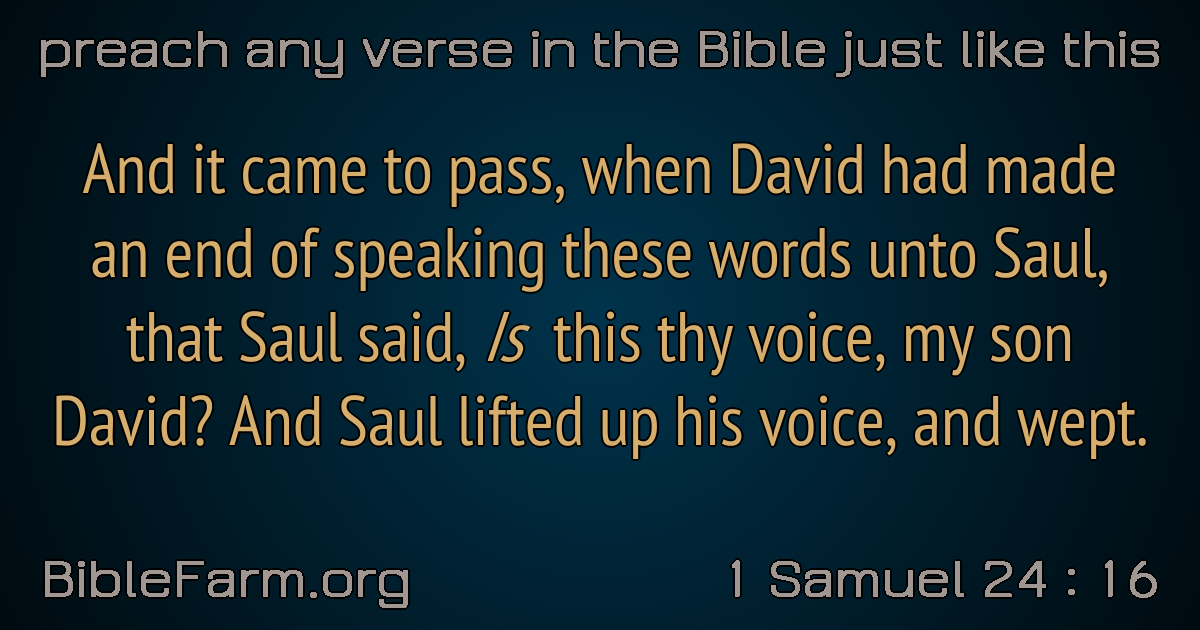 preach any verse in the Bible just like this
And it came to pass, when David had made
an end of speaking these words unto Saul,
that Saul said, Is this thy voice, my son
David? And Saul lifted up his voice, and wept.
BibleFarm.org
1 Samuel 24 : 16